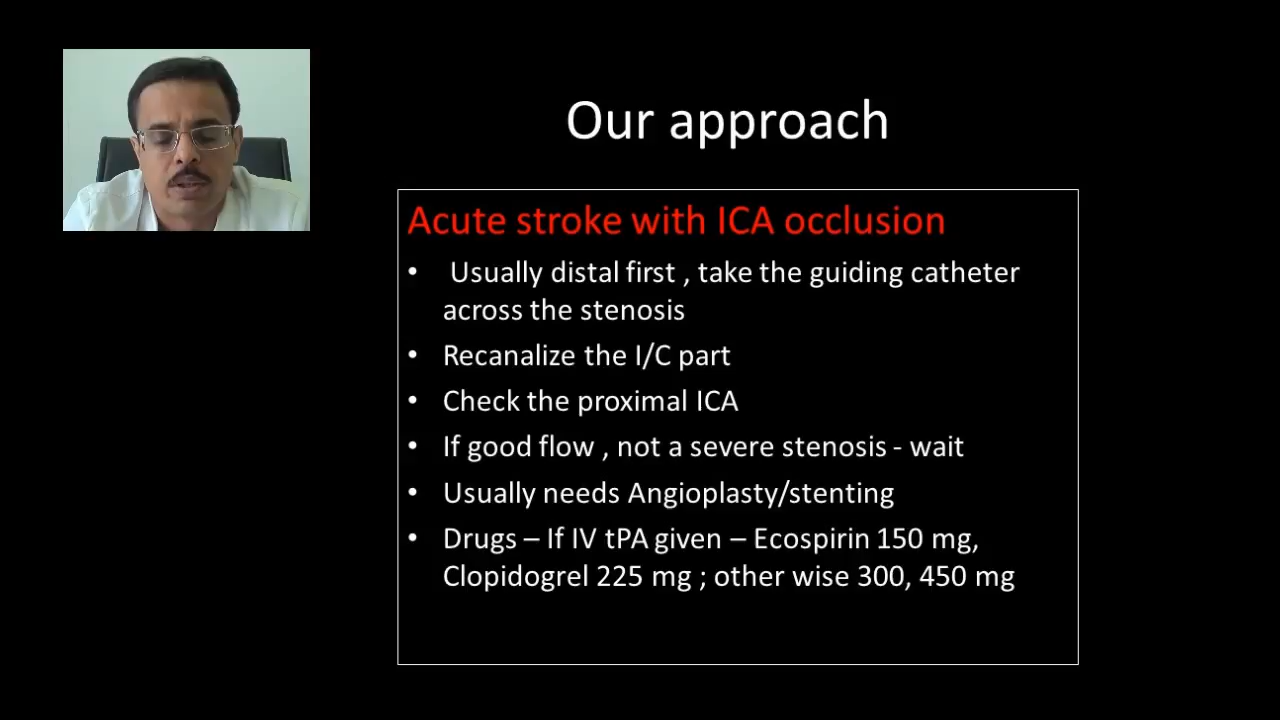 Our approach
Acute stroke with ICA occlusion
• Usually distal first , take the guiding catheter
across the stenosis
• Recanalize the I/C part
• Check the proximal ICA
• If good flow , not a severe stenosis - wait
• Usually needs Angioplasty/stenting
• Drugs – If IV tPA given – Ecospirin 150 mg,
Clopidogrel 225 mg ; other wise 300, 450 mg